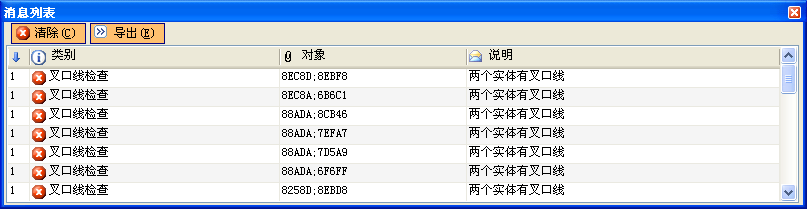 消息列表
清除(C) 导出(E)
类别 对象 说明
1 叉口线检查 8EC8D;8EBF8 两个实体有叉口线
1 叉口线检查 8EC8A;6B6C1 两个实体有叉口线
1 叉口线检查 88ADA;8CB46 两个实体有叉口线
1 叉口线检查 88ADA;7EFA7 两个实体有叉口线
1 叉口线检查 88ADA;7D5A9 两个实体有叉口线
1 叉口线检查 88ADA;6F6FF 两个实体有叉口线
1 叉口线检查 8258D;8EBD8 两个实体有叉口线